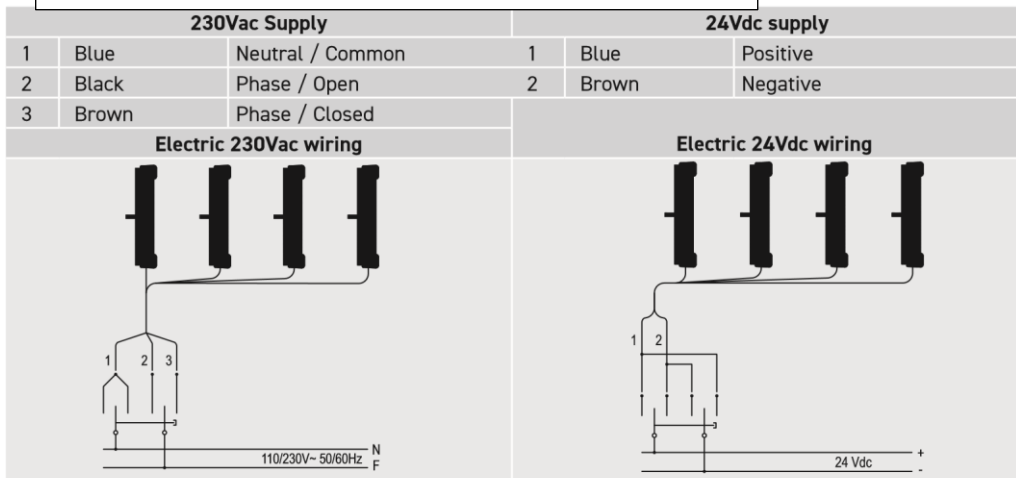 230Vac Supply
1 Blue Neutral / Common
2 Black Phase / Open
3 Brown Phase / Closed
Electric 230Vac wiring
1 2 3
N
110/230V~ 50/60Hz
F
24Vdc supply
1 Blue Positive
2 Brown Negative
Electric 24Vdc wiring
1 2
+
24 Vdc
-